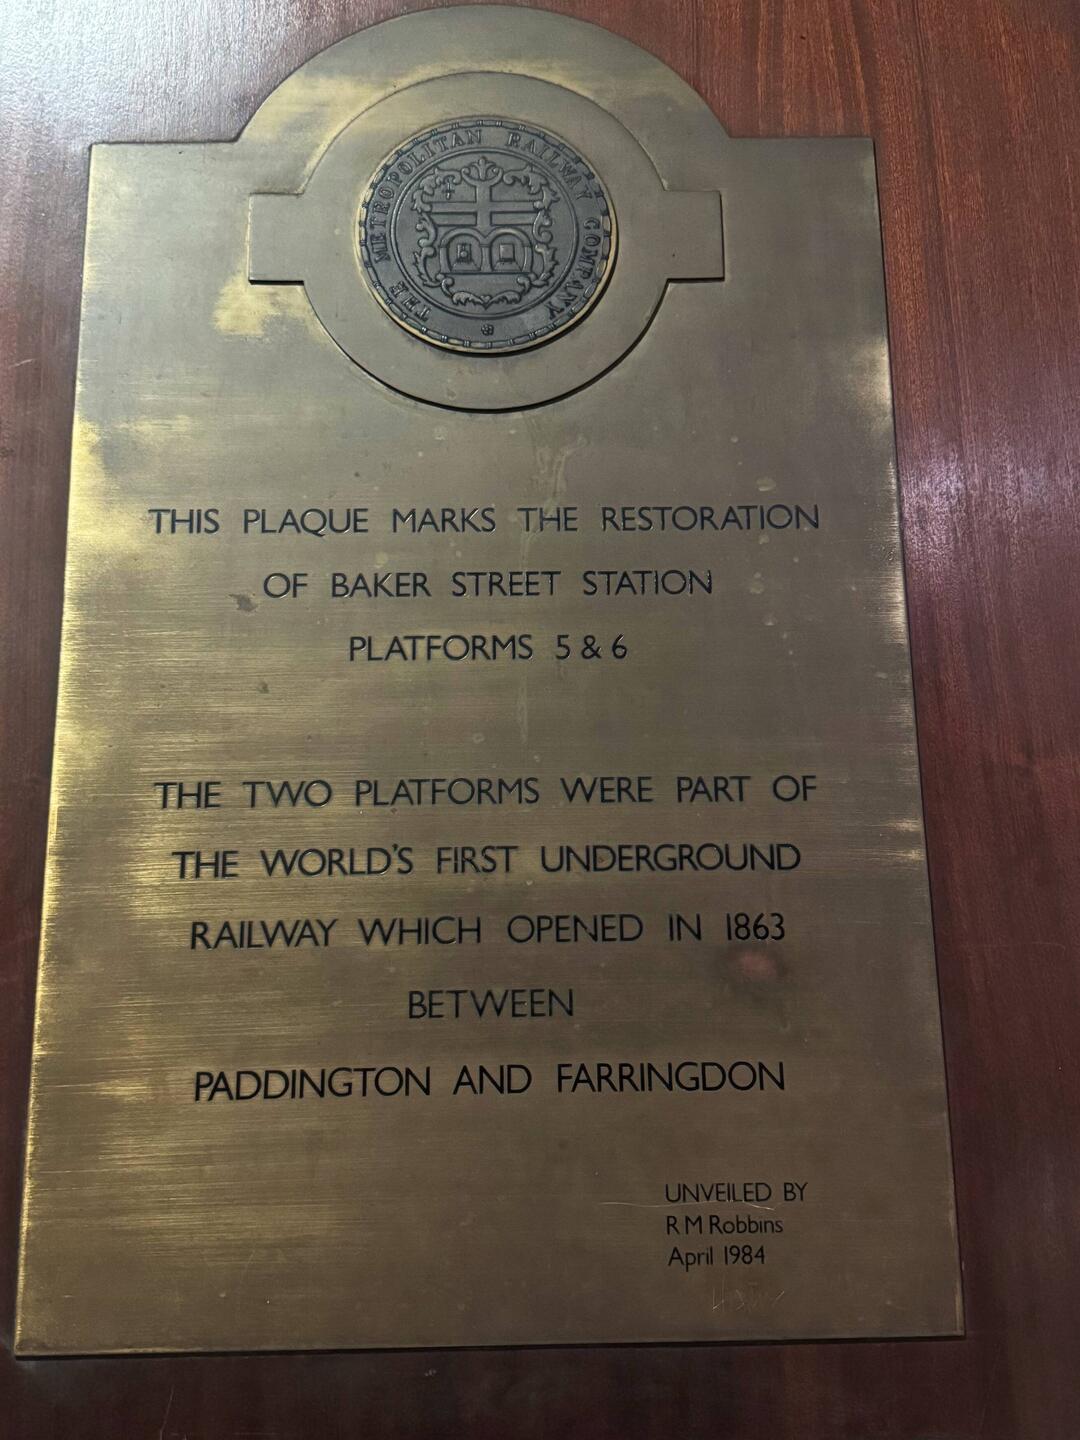 THE METROPOLITAN RAILWAY COMPANY
THIS PLAQUE MARKS THE RESTORATION
OF BAKER STREET STATION
PLATFORMS 5 & 6
THE TWO PLATFORMS WERE PART OF
THE WORLD'S FIRST UNDERGROUND
RAILWAY WHICH OPENED IN 1863
BETWEEN
PADDINGTON AND FARRINGDON
UNVEILED BY
R M Robbins
April 1984